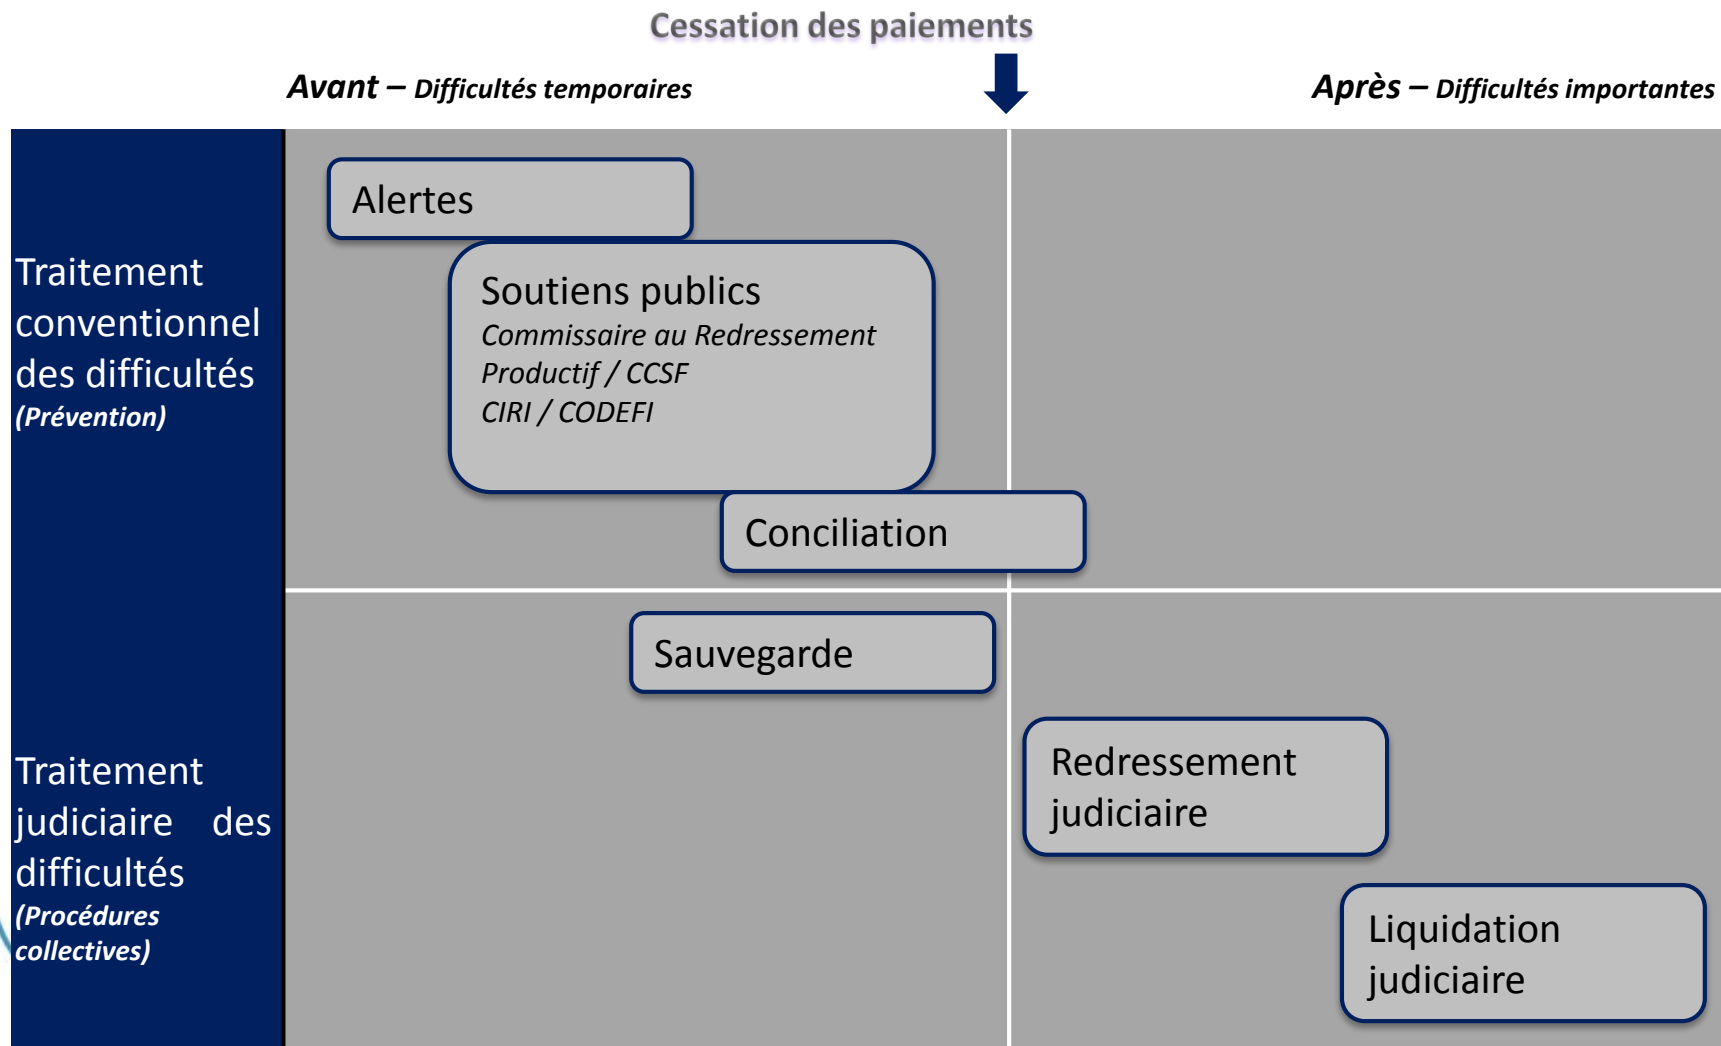 Cessation des paiements
Avant – Difficultés temporaires
Après – Difficultés importantes
Traitement
conventionnel
des difficultés
(Prévention)
Alertes
Soutiens publics
Commissaire au Redressement
Productif / CCSF
CIRI / CODEFI
Conciliation
Traitement
judiciaire des
difficultés
(Procédures
collectives)
Sauvegarde
Redressement
judiciaire
Liquidation
judiciaire